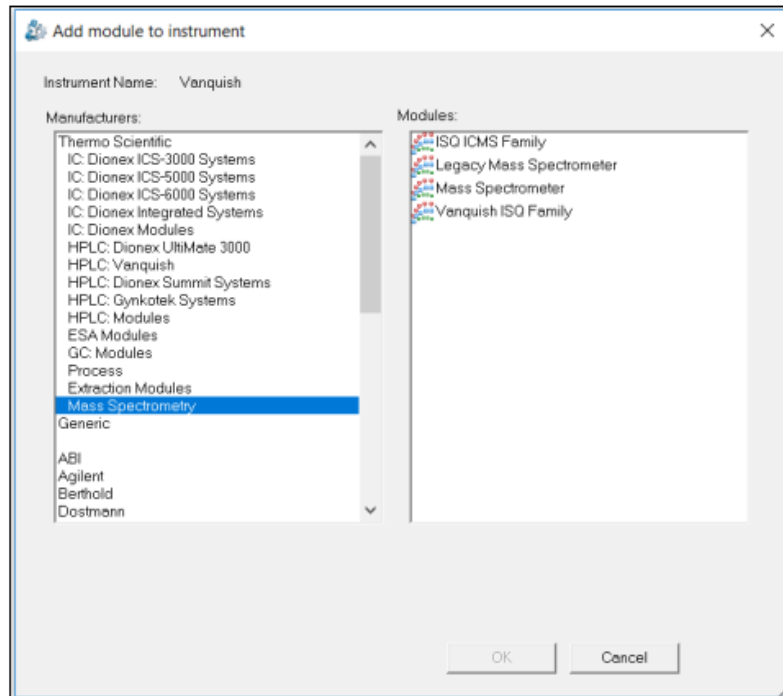 Add module to instrument
Instrument Name: Vanquish
Manufacturers:
Thermo Scientific
IC: Dionex ICS-3000 Systems
IC: Dionex ICS-5000 Systems
IC: Dionex ICS-6000 Systems
IC: Dionex Integrated Systems
IC: Dionex Modules
HPLC: Dionex UltiMate 3000
HPLC: Vanquish
HPLC: Dionex Summit Systems
HPLC: Gynkotek Systems
HPLC: Modules
ESA Modules
GC: Modules
Process
Extraction Modules
Mass Spectrometry
Generic
ABI
Agilent
Berthold
Dostmann
Modules:
ISQ ICMS Family
Legacy Mass Spectrometer
Mass Spectrometer
Vanquish ISQ Family
OK
Cancel